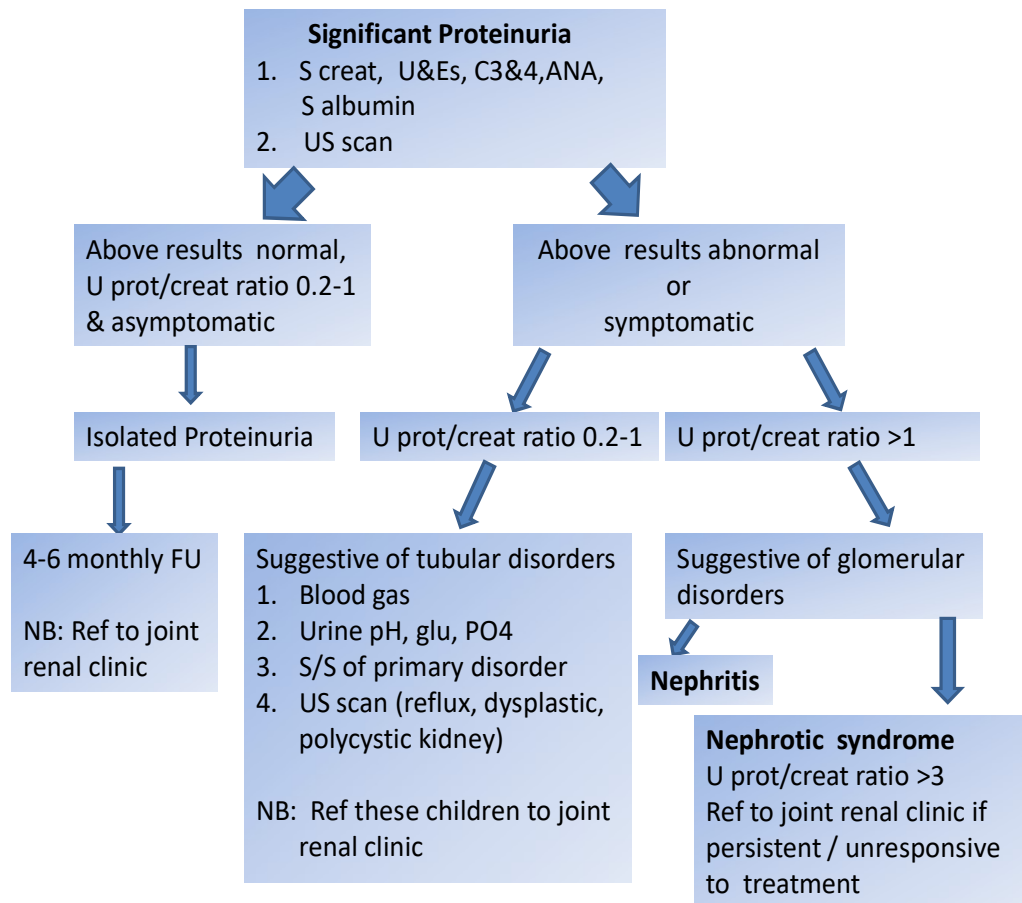 Significant Proteinuria
1. S creat, U&Es, C3&4,ANA,
S albumin
2. US scan
Above results normal,
U prot/creat ratio 0.2-1
& asymptomatic
Above results abnormal
or
symptomatic
Isolated Proteinuria
U prot/creat ratio 0.2-1
U prot/creat ratio >1
4-6 monthly FU
NB: Ref to joint
renal clinic
Suggestive of tubular disorders
1. Blood gas
2. Urine pH, glu, PO4
3. S/S of primary disorder
4. US scan (reflux, dysplastic,
polycystic kidney)
NB: Ref these children to joint
renal clinic
Suggestive of glomerular
disorders
Nephritis
Nephrotic syndrome
U prot/creat ratio >3
Ref to joint renal clinic if
persistent / unresponsive
to treatment